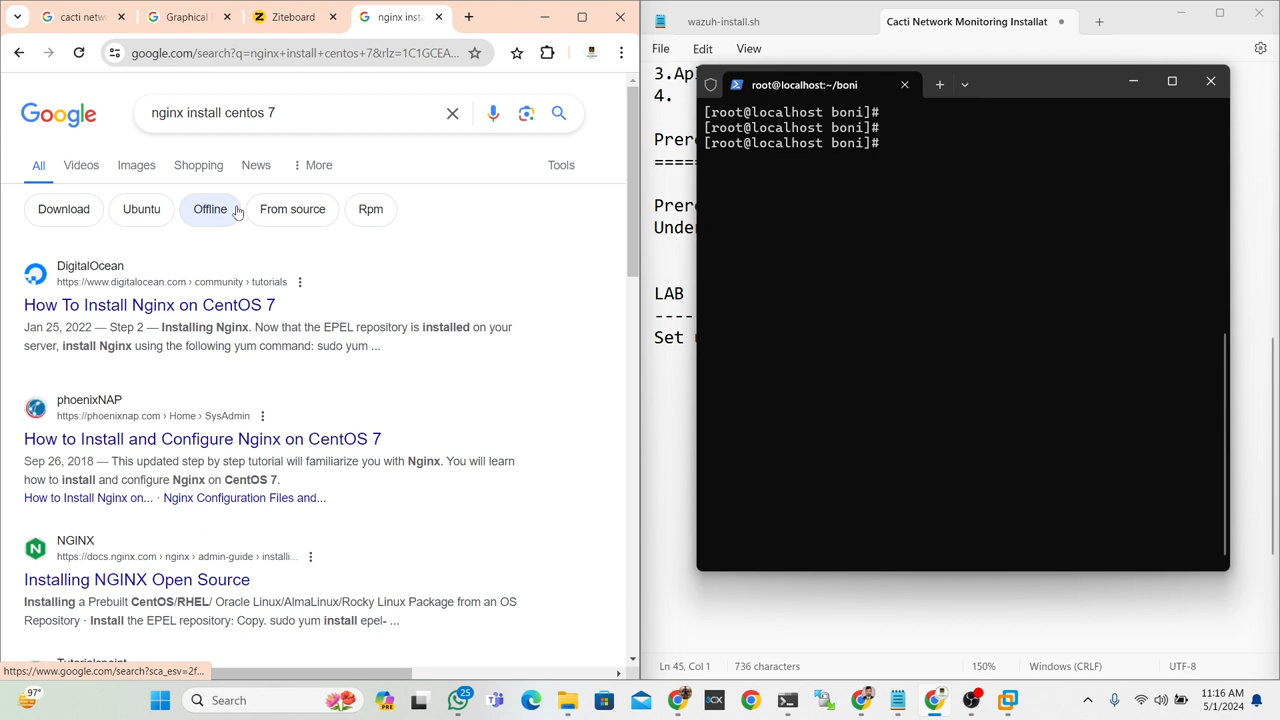 cacti netw
Graphical
Ziteboard
nginx inst
google.com/search?q=nginx+install+centos+7&rlz=1C1GCEA...
Google
nginx install centos 7
All
Videos
Images
Shopping
News
More
Tools
Download
Ubuntu
Offline
From source
Rpm
DigitalOcean
https://www.digitalocean.com › community › tutorials
How To Install Nginx on CentOS 7
Jan 25, 2022 — Step 2 — Installing Nginx. Now that the EPEL repository is installed on your
server, install Nginx using the following yum command: sudo yum ...
phoenixNAP
https://phoenixnap.com › Home › SysAdmin
How to Install and Configure Nginx on CentOS 7
Sep 26, 2018 — This updated step by step tutorial will familiarize you with Nginx. You will learn
how to install and configure Nginx on CentOS 7.
How to Install Nginx on... · Nginx Configuration Files and...
NGINX
https://docs.nginx.com › nginx › admin-guide › installi...
Installing NGINX Open Source
Installing a Prebuilt CentOS/RHEL/ Oracle Linux/AlmaLinux/Rocky Linux Package from an OS
Repository · Install the EPEL repository: Copy. sudo yum install epel- ...
https://www.google.com/search?sca_esv=2f...
wazuh-install.sh
Cacti Network Monitoring Installat
File
Edit
View
3.Ap
4.
Prer
=====
Prer
Unde
LAB
----
Set
root@localhost:~/boni
[root@localhost boni]#
[root@localhost boni]#
[root@localhost boni]#
Ln 45, Col 1
736 characters
150%
Windows (CRLF)
UTF-8
97°
Search
25
3CX
11:16 AM
5/1/2024